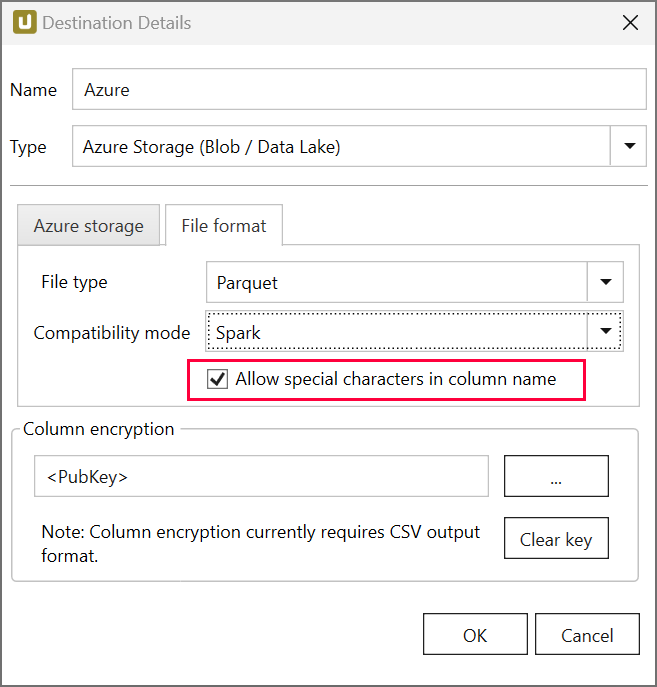 Destination Details
Name Azure
Type Azure Storage (Blob / Data Lake)
Azure storage File format
File type Parquet
Compatibility mode Spark
Allow special characters in column name
Column encryption
<PubKey> ...
Note: Column encryption currently requires CSV output
format.
Clear key
OK Cancel